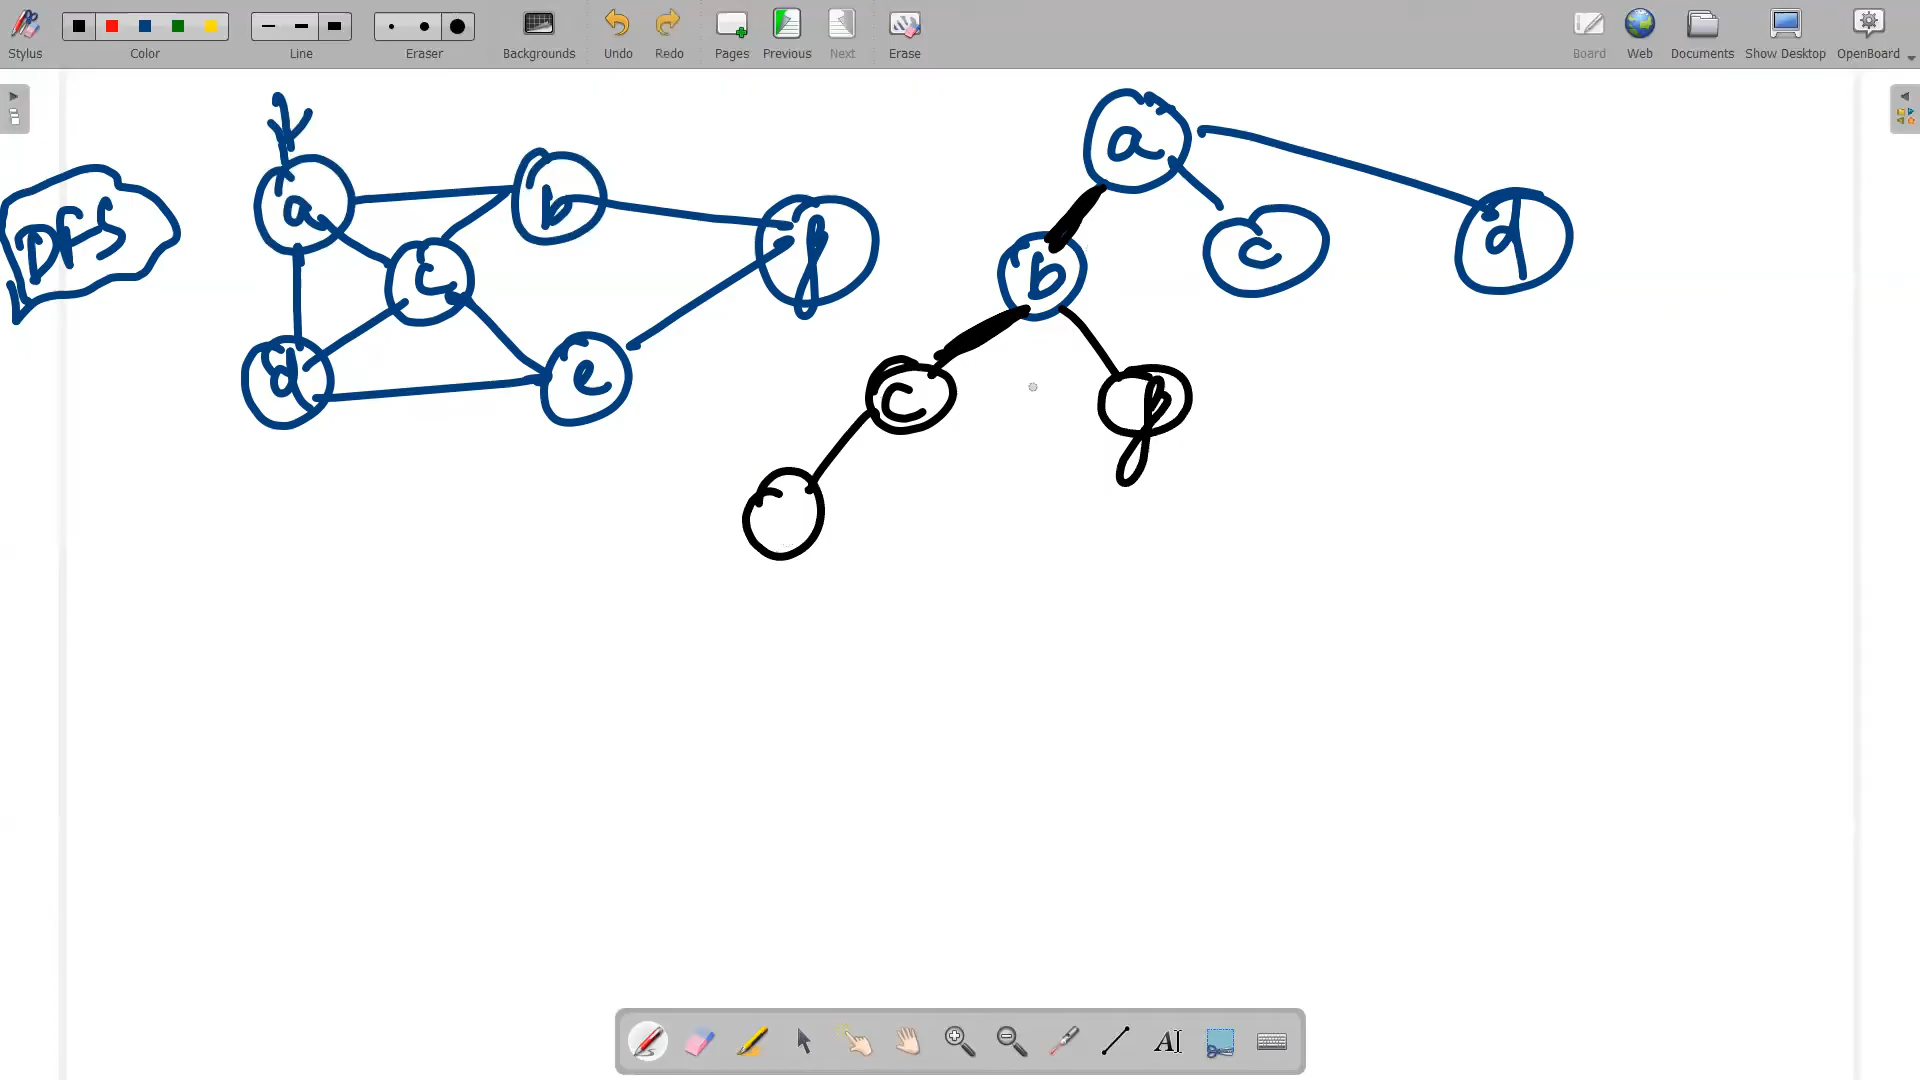 Stylus
Color
Line
Eraser
Backgrounds
Undo
Redo
Pages
Previous
Next
Erase
Board
Web
Documents
Show Desktop
OpenBoard
DFS
a
b
c
d
e
f
a
b
c
d
c
f